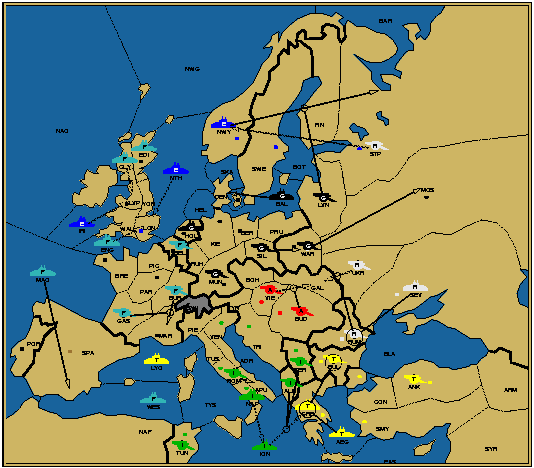 BAR
NWG
NAO
FIN
NWY
STP
EDI
CLY
SWE
BOT
NTH
SKA
DEN
BAL
LVN
MOS
LVP
YOR
HEL
IRI
WAL
LON
HOL
KIE
BER
PRU
ENG
BEL
WAR
SIL
RUH
UKR
MAO
PIC
MUN
BOH
GAL
SEV
BRE
PAR
BUR
VIE
BUD
GAS
RUM
MAR
PIE
VEN
TRI
BLA
POR
SPA
TUS
ADR
SER
BUL
LYO
ROM
APU
ALB
ANK
ARM
WES
NAP
CON
TYS
GRE
NAF
AEG
SMY
TUN
ION
EAS
SYR